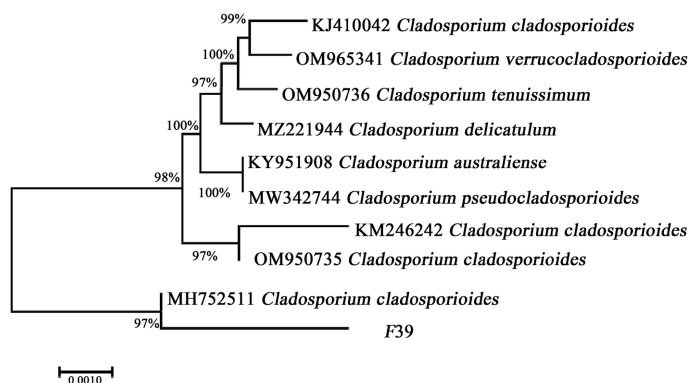 99%
KJ410042 Cladosporium cladosporioides
100%
OM965341 Cladosporium verrucocladosporioides
97%
OM950736 Cladosporium tenuissimum
100%
MZ221944 Cladosporium delicatulum
KY951908 Cladosporium australiense
98%
100%
MW342744 Cladosporium pseudocladosporioides
KM246242 Cladosporium cladosporioides
97%
OM950735 Cladosporium cladosporioides
MH752511 Cladosporium cladosporioides
97%
F39
0.0010